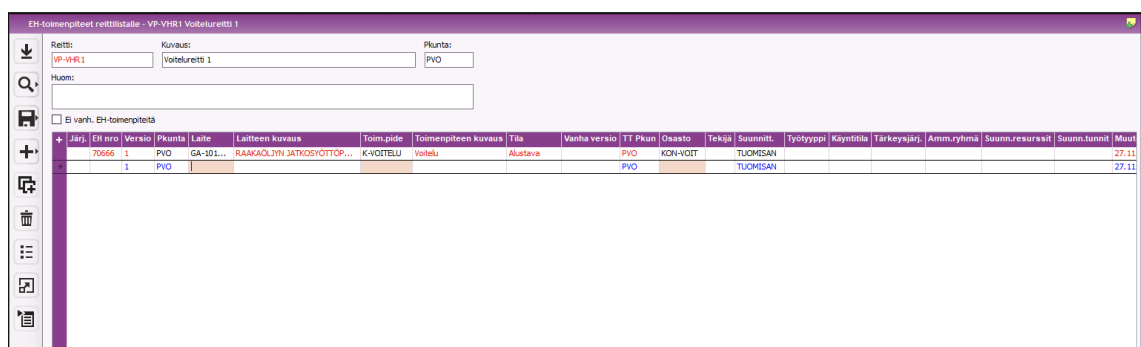 EH-toimenpiteet reittilistalle - VP-VHR1 Voitelureitti 1
Reitti: Kuvaus: Pkunta:
VP-VHR1 Voitelureitti 1 PVO
Huom:
Ei vanh. EH-toimenpiteitä
+ Järj. EH nro Versio Pkunta Laite Laitteen kuvaus Toim.pide Toimenpiteen kuvaus Tila Vanha versio TT Pkun Osasto Tekijä Suunnitt. Työtyyppi Käyntitila Tärkeysjärj. Amm.ryhmä Suunn.resurssit Suunn.tunnit Muut
70666 1 PVO GA-101... RAAKAÖLJYN JATKOSYÖTTÖP... K-VOITELU Voitelu Alustava PVO KON-VOIT TUOMISAN 27.11
+ 1 PVO PVO TUOMISAN 27.11